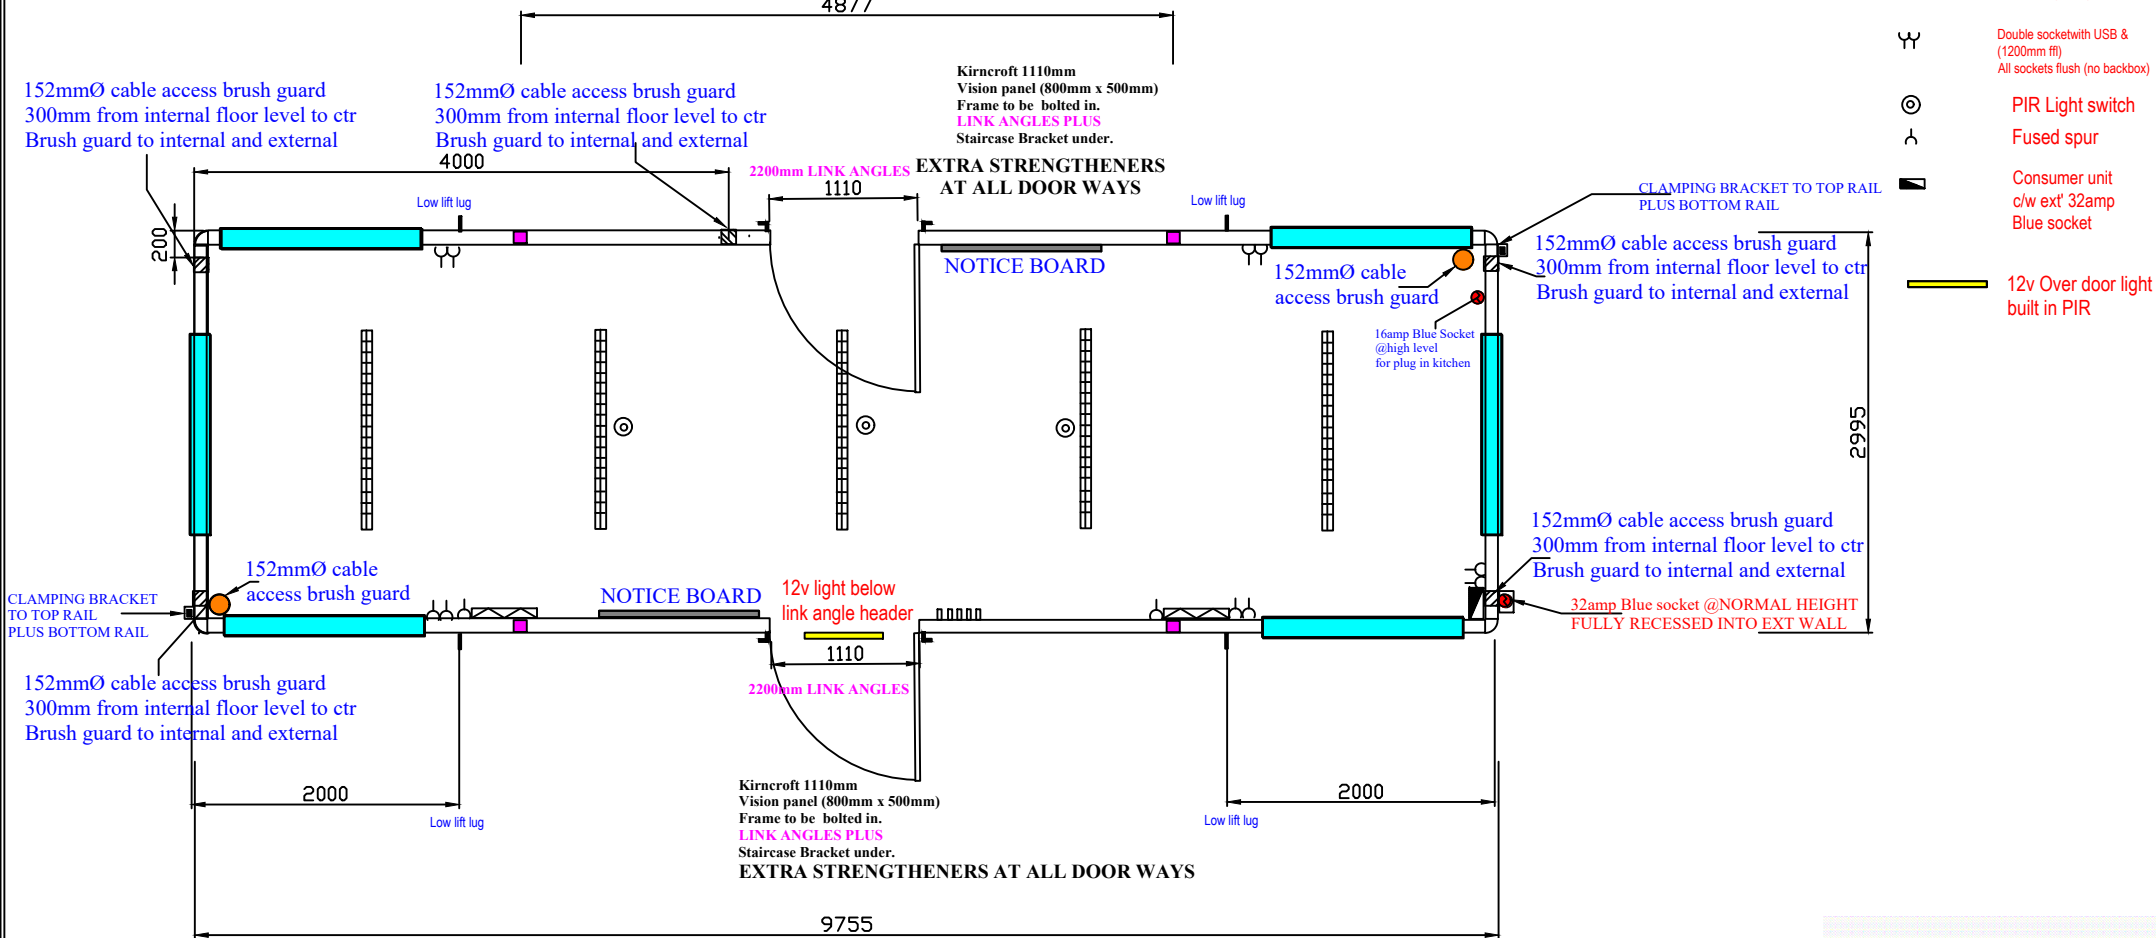 4877
152mmØ cable access brush guard
300mm from internal floor level to ctr
Brush guard to internal and external
152mmØ cable access brush guard
300mm from internal floor level to ctr
Brush guard to internal and external
Kirncroft 1110mm
Vision panel (800mm x 500mm)
Frame to be bolted in.
LINK ANGLES PLUS
Staircase Bracket under.
EXTRA STRENGTHENERS
AT ALL DOOR WAYS
Double socketwith USB &
(1200mm ffl)
All sockets flush (no backbox)
PIR Light switch
Fused spur
Consumer unit
c/w ext' 32amp
Blue socket
12v Over door light
built in PIR
4000
2200mm LINK ANGLES
1110
Low lift lug
Low lift lug
CLAMPING BRACKET TO TOP RAIL
PLUS BOTTOM RAIL
200
NOTICE BOARD
152mmØ cable
access brush guard
152mmØ cable access brush guard
300mm from internal floor level to ctr
Brush guard to internal and external
16amp Blue Socket
@high level
for plug in kitchen
2995
152mmØ cable access brush guard
300mm from internal floor level to ctr
Brush guard to internal and external
32amp Blue socket @NORMAL HEIGHT
FULLY RECESSED INTO EXT WALL
152mmØ cable
access brush guard
NOTICE BOARD
12v light below
link angle header
CLAMPING BRACKET
TO TOP RAIL
PLUS BOTTOM RAIL
1110
2200mm LINK ANGLES
152mmØ cable access brush guard
300mm from internal floor level to ctr
Brush guard to internal and external
2000
Low lift lug
Kirncroft 1110mm
Vision panel (800mm x 500mm)
Frame to be bolted in.
LINK ANGLES PLUS
Staircase Bracket under.
EXTRA STRENGTHENERS AT ALL DOOR WAYS
2000
Low lift lug
9755